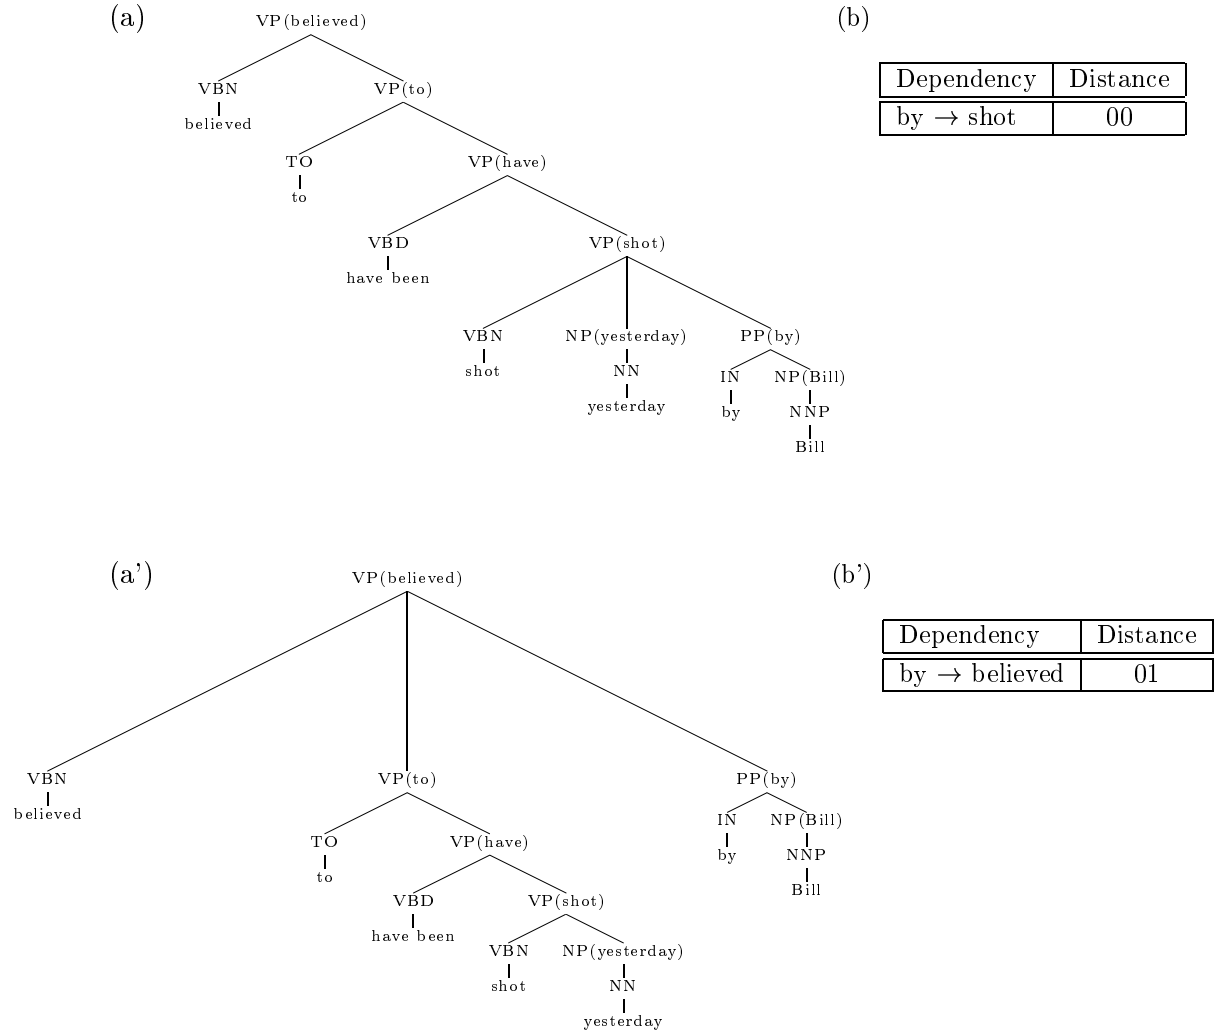 (a)
(b)
VP(believed)
Dependency Distance
VBN VP(to)
by → shot 00
believed
TO VP(have)
to
VBD VP(shot)
have been
VBN NP(yesterday) PP(by)
shot NN IN NP(Bill)
yesterday by NNP
Bill
(a')
(b')
VP(believed)
Dependency Distance
by → believed 01
VBN VP(to) PP(by)
believed
IN NP(Bill)
TO VP(have)
to by NNP
Bill
VBD VP(shot)
have been
VBN NP(yesterday)
shot NN
yesterday